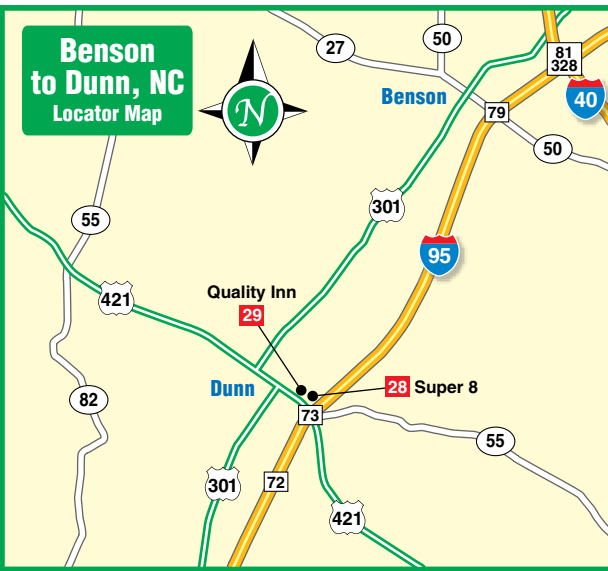 Benson
to Dunn, NC
Locator Map
N
27
50
81
328
40
Benson
79
50
301
55
95
421
Quality Inn
29
Dunn
28 Super 8
82
73
55
301
72
421